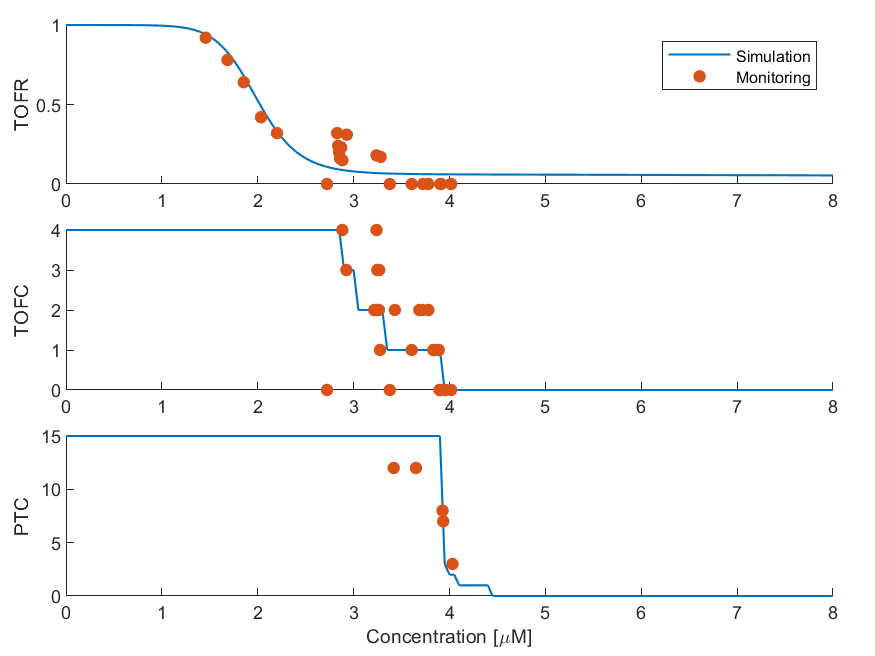 1
0.5
0
TOFR
Simulation
Monitoring
0 1 2 3 4 5 6 7 8
4
3
2
1
0
TOFC
0 1 2 3 4 5 6 7 8
15
10
5
0
PTC
0 1 2 3 4 5 6 7 8
Concentration [μM]